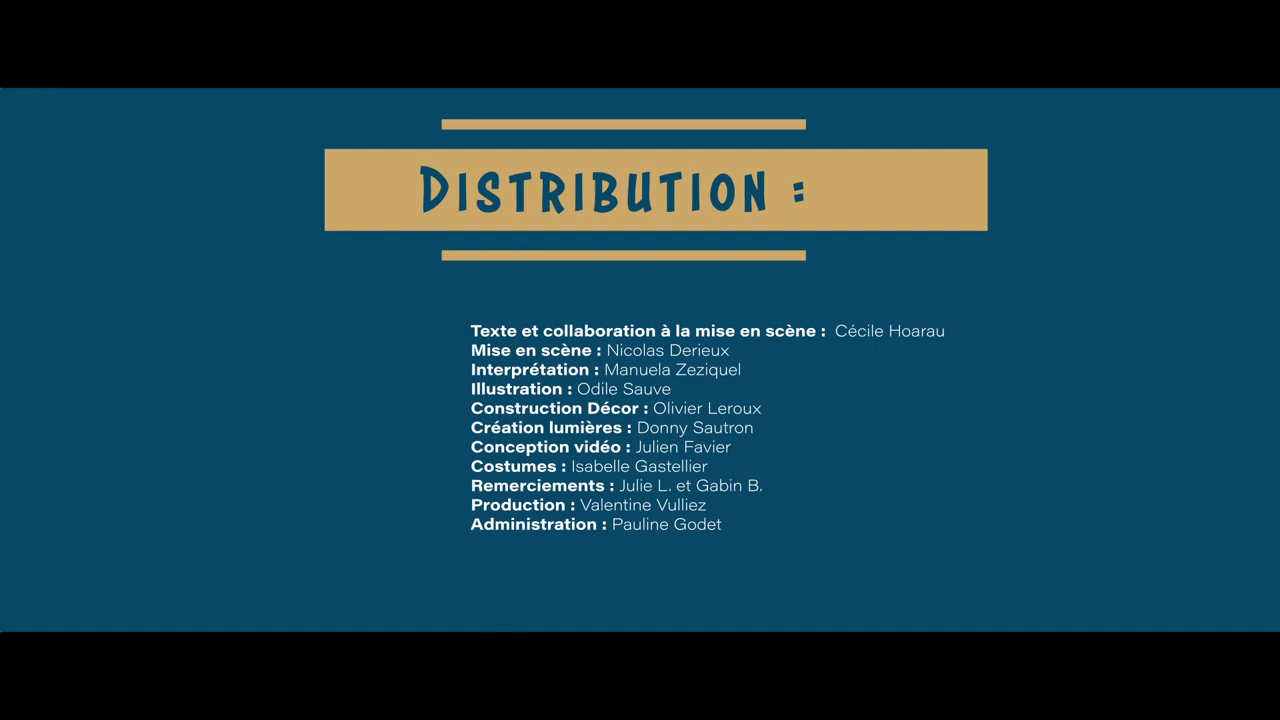 DISTRIBUTION :
Texte et collaboration à la mise en scène : Cécile Hoarau
Mise en scène : Nicolas Derieux
Interprétation : Manuela Zeziquel
Illustration : Odile Sauve
Construction Décor : Olivier Leroux
Création lumières : Donny Sautron
Conception vidéo : Julien Favier
Costumes : Isabelle Gastellier
Remerciements : Julie L. et Gabin B.
Production : Valentine Vulliez
Administration : Pauline Godet